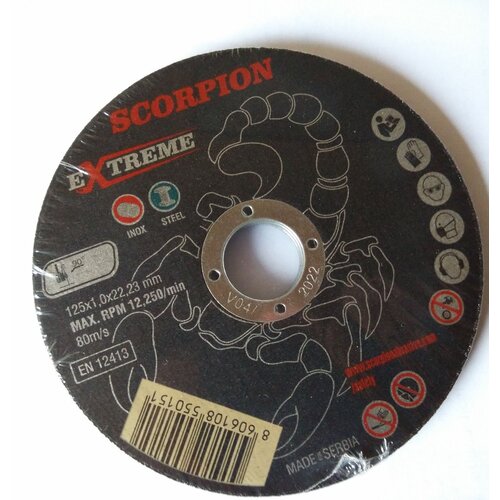 SCORPION
EXTREME
INOX
STEEL
90°
125x1,0x22,23 mm
MAX. RPM 12.250/min
80m/s
EN 12413
V04/ 2022
8 606108 550151
MADE IN SERBIA